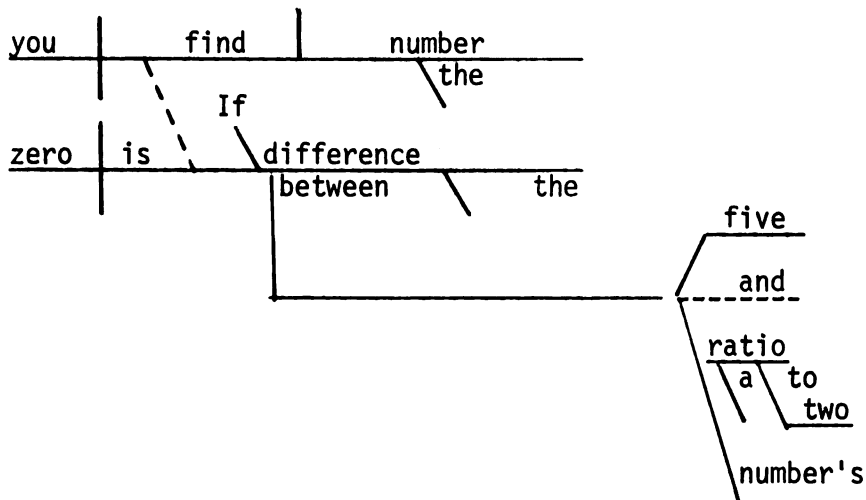 you find number
the
If
zero is difference
between the
five
and
ratio
a to
two
number's